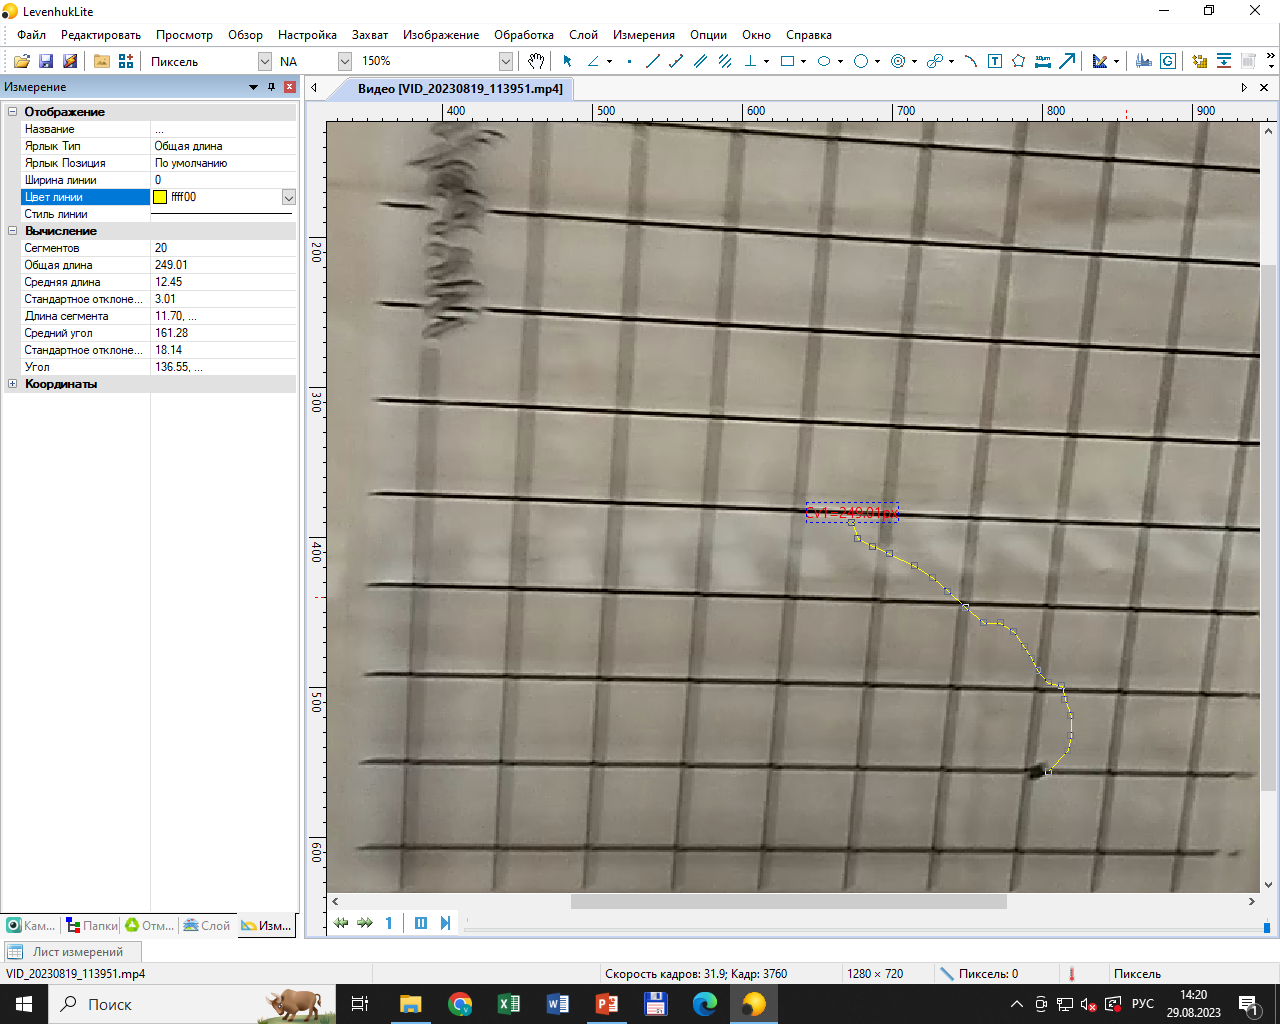 LevenhukLite
Файл Редактировать Просмотр Обзор Настройка Захват Изображение Обработка Слой Измерения Опции Окно Справка
Пиксель NA 150%
Измерение
Видео [VID_20230819_113951.mp4]
400 500 600 700 800 900
Отображение
Название ...
Ярлык Тип Общая длина
Ярлык Позиция По умолчанию
Ширина линии 0
Цвет линии ffff00
Стиль линии
Вычисление
Сегментов 20
Общая длина 249.01
Средняя длина 12.45
Стандартное отклоне... 3.01
Длина сегмента 11.70, ...
Средний угол 161.28
Стандартное отклоне... 18.14
Угол 136.55, ...
Координаты
200
300
400
500
600
Cv1=249.01px
1
Кам... Папки Отм... Слой Изм...
Лист измерений
VID_20230819_113951.mp4 Скорость кадров: 31.9; Кадр: 3760 1280 × 720 Пиксель: 0 Пиксель
Поиск
РУС
14:20
29.08.2023
1